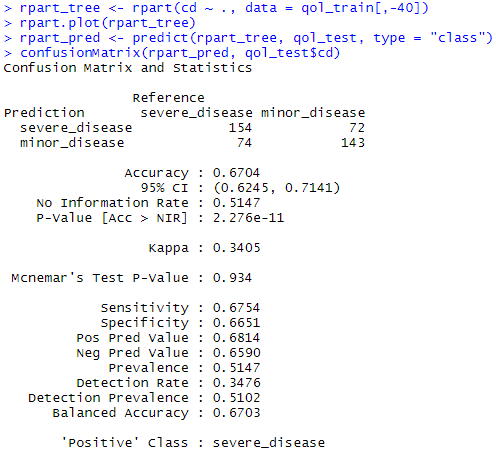 > rpart_tree <- rpart(cd ~ ., data = qol_train[,-40])
> rpart.plot(rpart_tree)
> rpart_pred <- predict(rpart_tree, qol_test, type = "class")
> confusionMatrix(rpart_pred, qol_test$cd)
Confusion Matrix and Statistics

                Reference
Prediction       severe_disease minor_disease
  severe_disease            154            72
  minor_disease              74           143

               Accuracy : 0.6704
                 95% CI : (0.6245, 0.7141)
    No Information Rate : 0.5147
    P-Value [Acc > NIR] : 2.276e-11

                  Kappa : 0.3405

 Mcnemar's Test P-Value : 0.934

            Sensitivity : 0.6754
            Specificity : 0.6651
         Pos Pred Value : 0.6814
         Neg Pred Value : 0.6590
             Prevalence : 0.5147
         Detection Rate : 0.3476
   Detection Prevalence : 0.5102
      Balanced Accuracy : 0.6703

       'Positive' Class : severe_disease